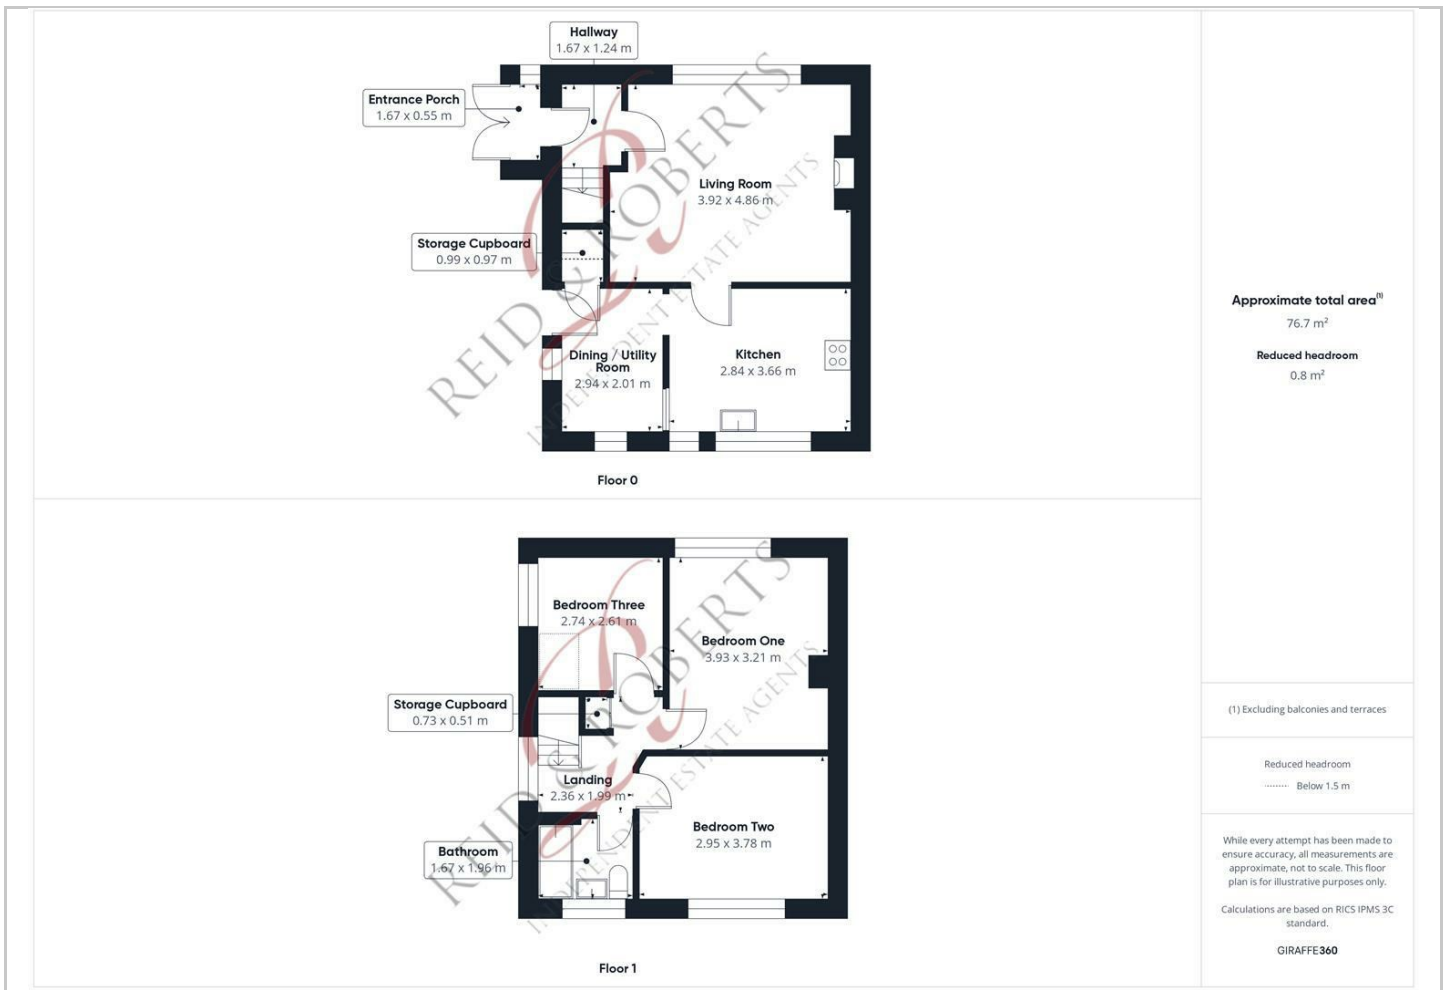 Hallway
1.67 x 1.24 m
Entrance Porch
1.67 x 0.55 m
Living Room
3.92 x 4.86 m
Storage Cupboard
0.99 x 0.97 m
Dining / Utility
Room
2.94 x 2.01 m
Kitchen
2.84 x 3.66 m
REID & ROBERTS
INDEPENDENT ESTATE AGENTS
Floor 0
Bedroom Three
2.74 x 2.61 m
Bedroom One
3.93 x 3.21 m
Storage Cupboard
0.73 x 0.51 m
Landing
2.36 x 1.99 m
Bedroom Two
2.95 x 3.78 m
Bathroom
1.67 x 1.96 m
REID & ROBERTS
INDEPENDENT ESTATE AGENTS
Floor 1
Approximate total area(1)
76.7 m²
Reduced headroom
0.8 m²
(1) Excluding balconies and terraces
Reduced headroom
Below 1.5 m
While every attempt has been made to
ensure accuracy, all measurements are
approximate, not to scale. This floor
plan is for illustrative purposes only.
Calculations are based on RICS IPMS 3C
standard.
GIRAFFE360